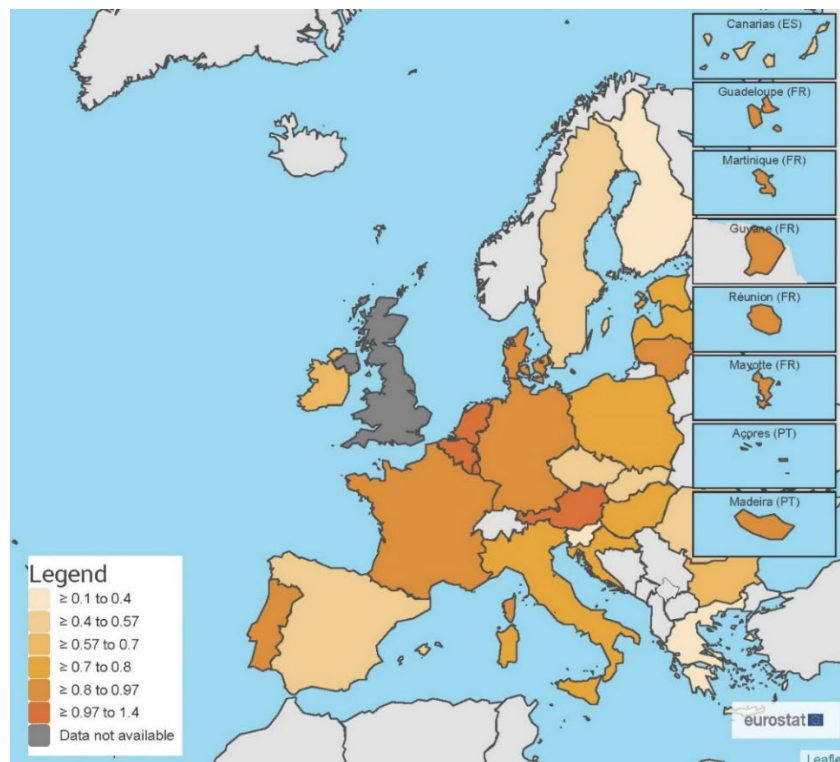 Canarias (ES)
Guadeloupe (FR)
Martinique (FR)
Guyane (FR)
Réunion (FR)
Mayotte (FR)
Açores (PT)
Madeira (PT)
Legend
≥ 0.1 to 0.4
≥ 0.4 to 0.57
≥ 0.57 to 0.7
≥ 0.7 to 0.8
≥ 0.8 to 0.97
≥ 0.97 to 1.4
Data not available
eurostat
Leafle